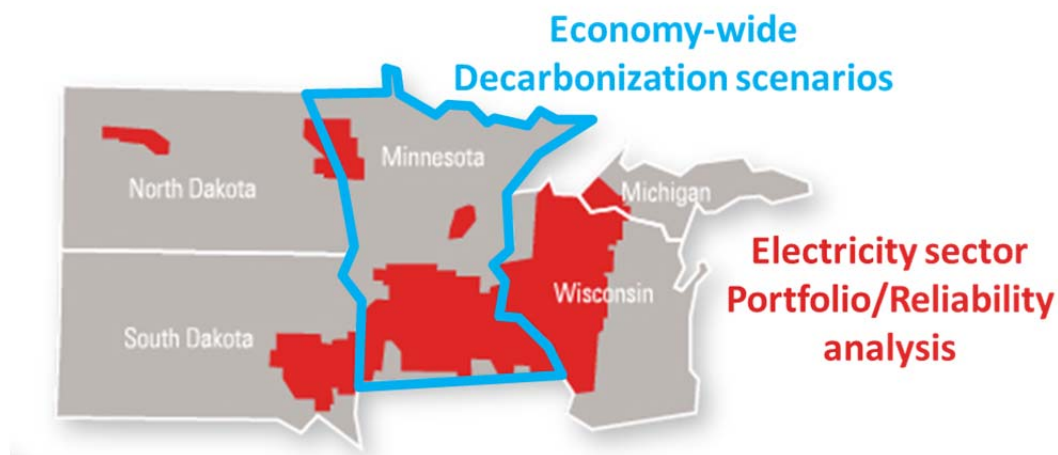 Economy-wide
Decarbonization scenarios
Minnesota
North Dakota
Michigan
Electricity sector
Portfolio/Reliability
analysis
Wisconsin
South Dakota